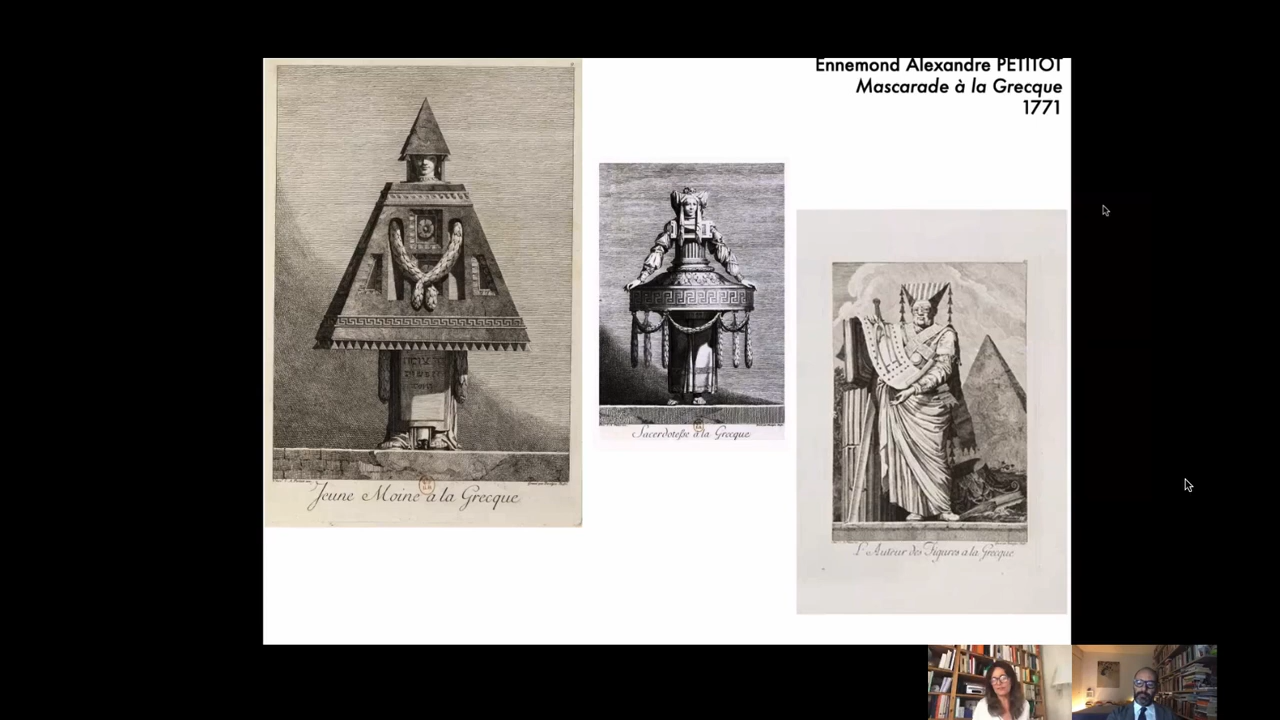 Ennemond Alexandre PETITOT
Mascarade à la Grecque
1771
Jeune Moine a la Grecque
Sacerdotesse a la Grecque
L'Auteur des Figures a la Grecque